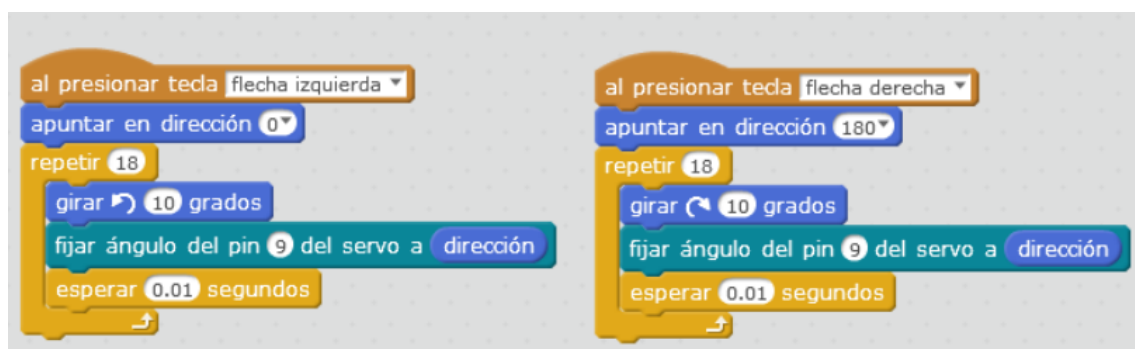 al presionar tecla flecha izquierda
apuntar en dirección 0
repetir 18
girar 10 grados
fijar ángulo del pin 9 del servo a dirección
esperar 0.01 segundos
al presionar tecla flecha derecha
apuntar en dirección 180
repetir 18
girar 10 grados
fijar ángulo del pin 9 del servo a dirección
esperar 0.01 segundos